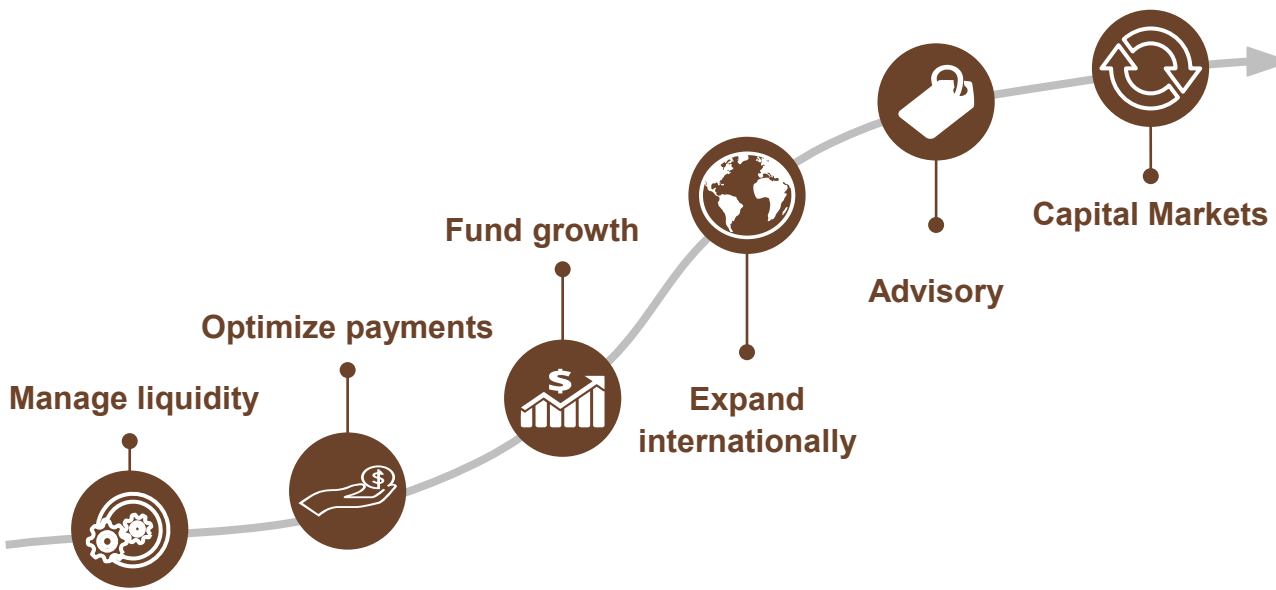 Manage liquidity
Optimize payments
$
Fund growth
$
Expand
internationally
Advisory
Capital Markets